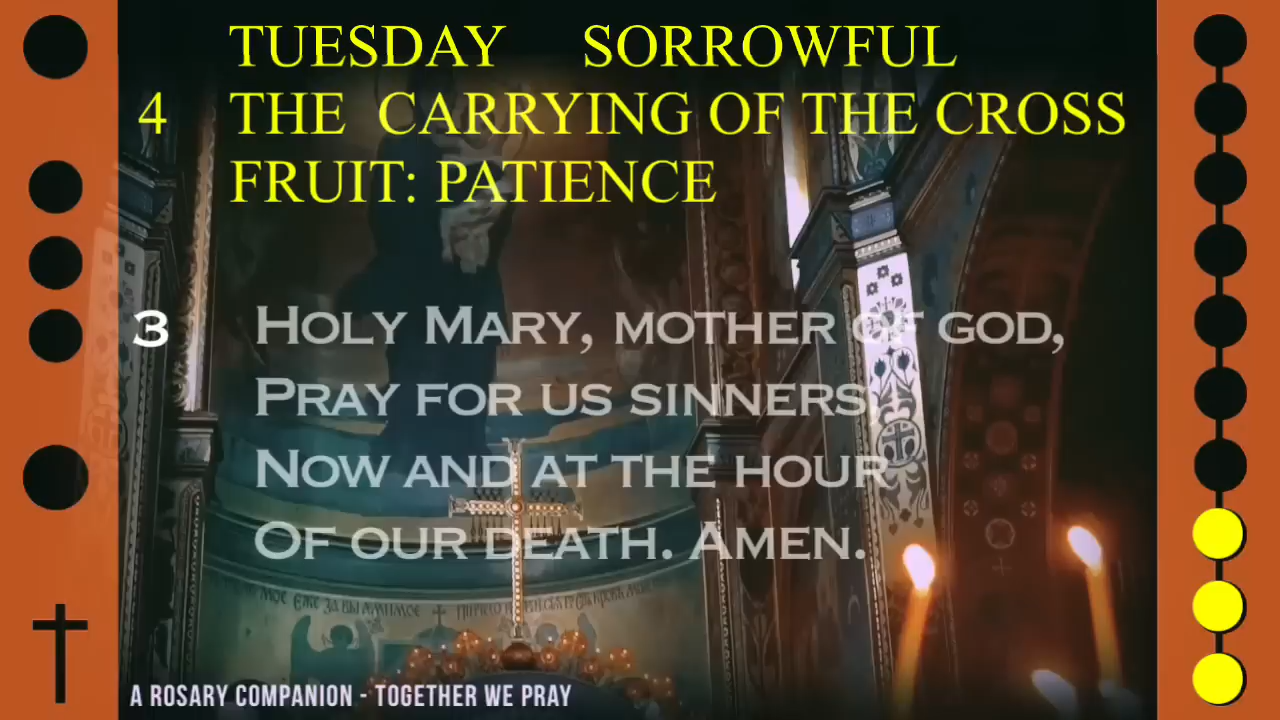 TUESDAY SORROWFUL
4 THE CARRYING OF THE CROSS
FRUIT: PATIENCE
3 HOLY MARY, MOTHER OF GOD,
PRAY FOR US SINNERS,
NOW AND AT THE HOUR
OF OUR DEATH. AMEN.
A ROSARY COMPANION - TOGETHER WE PRAY